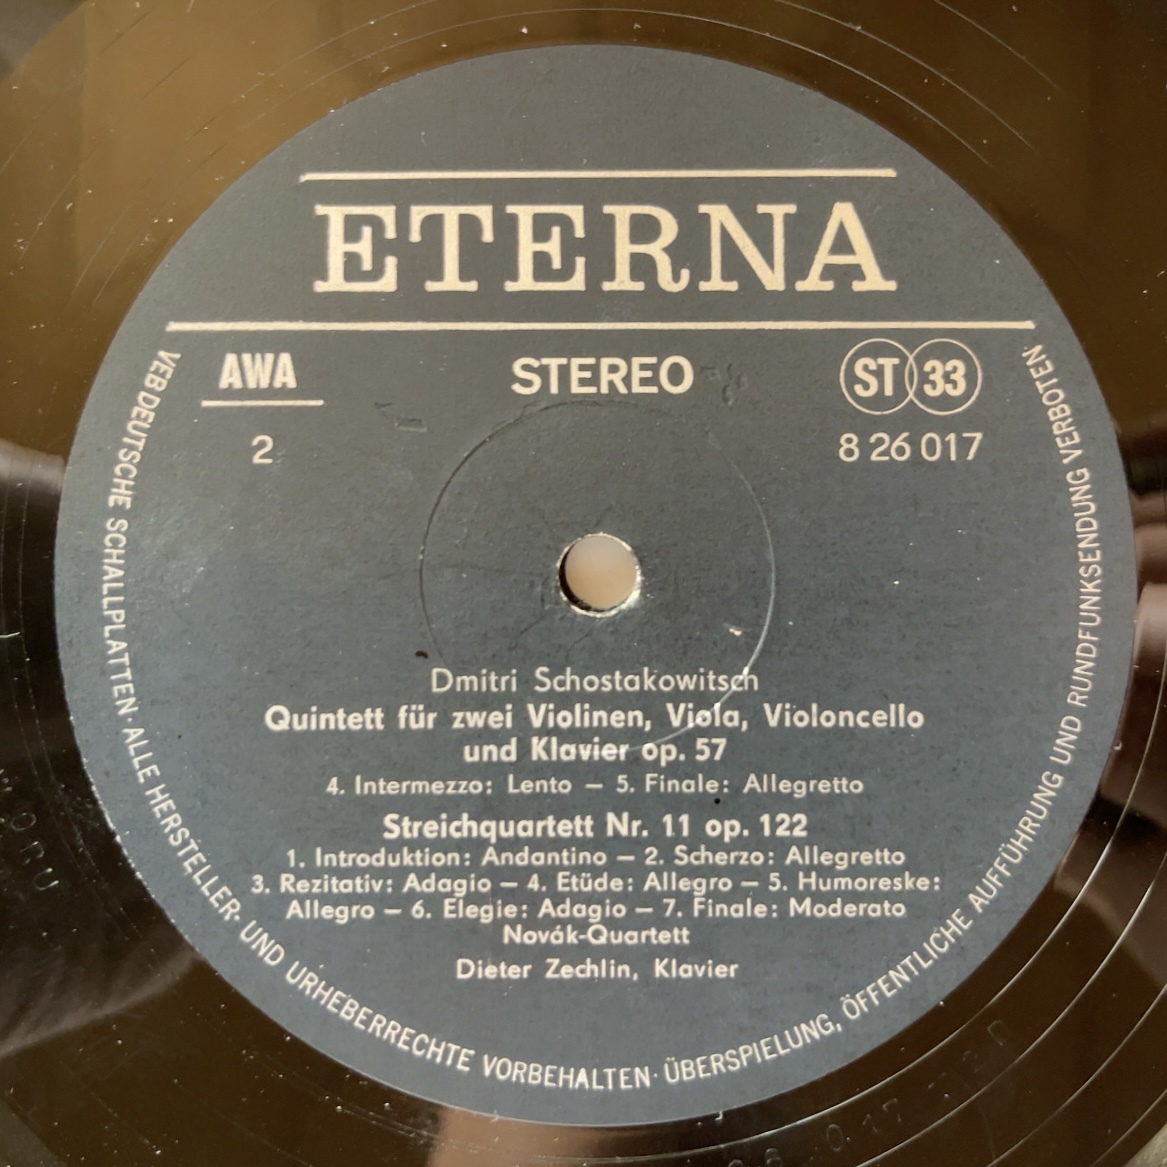 ETERNA
AWA
STEREO
ST 33
2
8 26 017
Dmitri Schostakowitsch
Quintett für zwei Violinen, Viola, Violoncello
und Klavier op. 57
4. Intermezzo: Lento — 5. Finale: Allegretto
Streichquartett Nr. 11 op. 122
1. Introduktion: Andantino — 2. Scherzo: Allegretto
3. Rezitativ: Adagio — 4. Etüde: Allegro — 5. Humoreske:
Allegro — 6. Elegie: Adagio — 7. Finale: Moderato
Novák-Quartett
Dieter Zechlin, Klavier
VEB DEUTSCHE SCHALLPLATTEN · ALLE HERSTELLER- UND URHEBERRECHTE VORBEHALTEN · ÜBERSPIELUNG, ÖFFENTLICHE AUFFÜHRUNG UND RUNDFUNKSENDUNG VERBOTEN